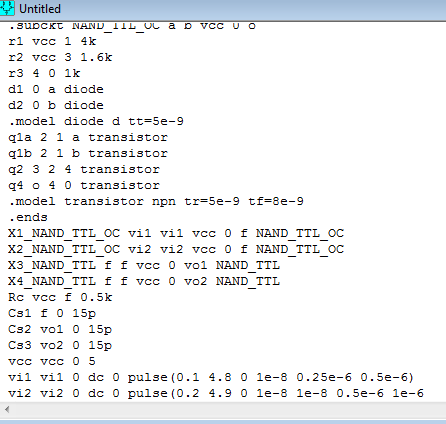 Untitled
.subckt NAND_TTL_OC a b vcc 0 o
r1 vcc 1 4k
r2 vcc 3 1.6k
r3 4 0 1k
d1 0 a diode
d2 0 b diode
.model diode d tt=5e-9
q1a 2 1 a transistor
q1b 2 1 b transistor
q2 3 2 4 transistor
q4 o 4 0 transistor
.model transistor npn tr=5e-9 tf=8e-9
.ends
X1_NAND_TTL_OC vi1 vi1 vcc 0 f NAND_TTL_OC
X2_NAND_TTL_OC vi2 vi2 vcc 0 f NAND_TTL_OC
X3_NAND_TTL f f vcc 0 vo1 NAND_TTL
X4_NAND_TTL f f vcc 0 vo2 NAND_TTL
Rc vcc f 0.5k
Cs1 f 0 15p
Cs2 vo1 0 15p
Cs3 vo2 0 15p
vcc vcc 0 5
vi1 vi1 0 dc 0 pulse(0.1 4.8 0 1e-8 0.25e-6 0.5e-6)
vi2 vi2 0 dc 0 pulse(0.2 4.9 0 1e-8 1e-8 0.5e-6 1e-6